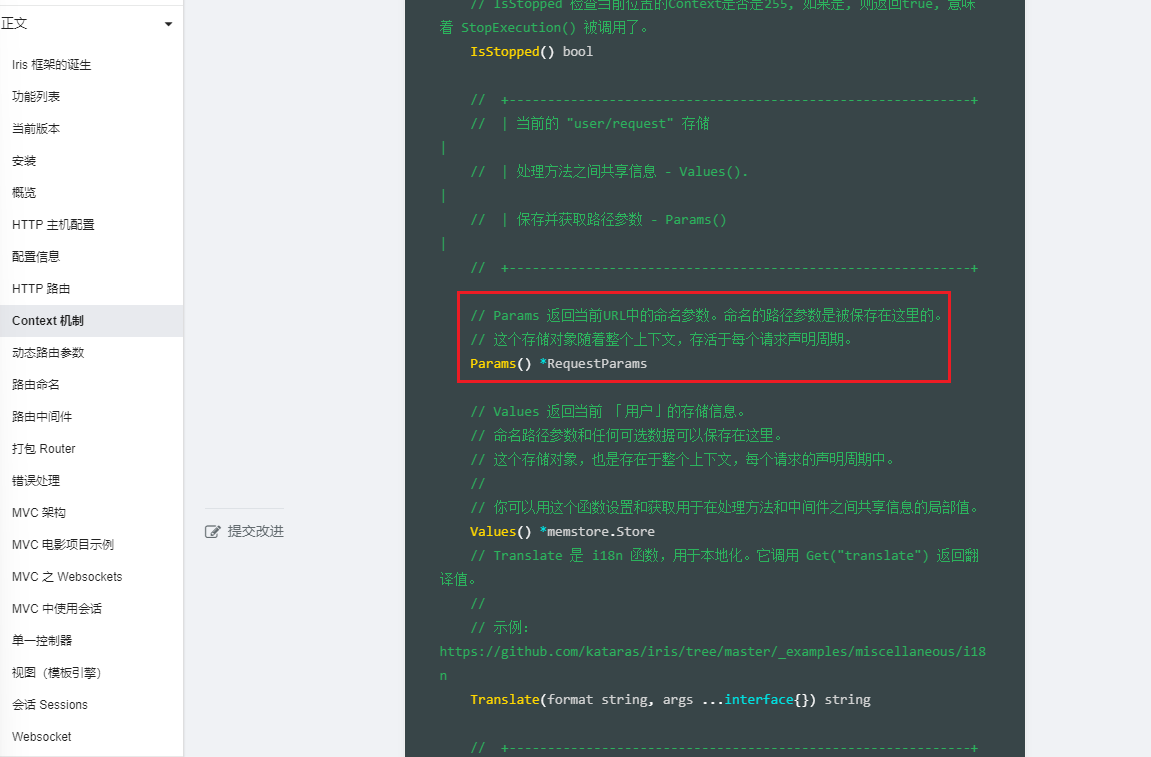 正文
Iris 框架的诞生
功能列表
当前版本
安装
概览
HTTP 主机配置
配置信息
HTTP 路由
Context 机制
动态路由参数
路由命名
路由中间件
打包 Router
错误处理
MVC 架构
MVC 电影项目示例
MVC 之 Websockets
MVC 中使用会话
单一控制器
视图（模板引擎）
会话 Sessions
Websocket
提交改进
// IsStopped 检查当前位置的Context是否是255, 如果是, 则返回true, 意味
着 StopExecution() 被调用了。
IsStopped() bool
// +------------------------------------------------------------+
// | 当前的 "user/request" 存储
|
// | 处理方法之间共享信息 - Values().
|
// | 保存并获取路径参数 - Params()
|
// +------------------------------------------------------------+
// Params 返回当前URL中的命名参数。命名的路径参数是被保存在这里的。
// 这个存储对象随着整个上下文，存活于每个请求声明周期。
Params() *RequestParams
// Values 返回当前 「用户」的存储信息。
// 命名路径参数和任何可选数据可以保存在这里。
// 这个存储对象，也是存在于整个上下文，每个请求的声明周期中。
//
// 你可以用这个函数设置和获取用于在处理方法和中间件之间共享信息的局部值。
Values() *memstore.Store
// Translate 是 i18n 函数，用于本地化。它调用 Get("translate") 返回翻
译值。
//
// 示例：
https://github.com/kataras/iris/tree/master/_examples/miscellaneous/i18
n
Translate(format string, args ...interface{}) string
// +------------------------------------------------------------+